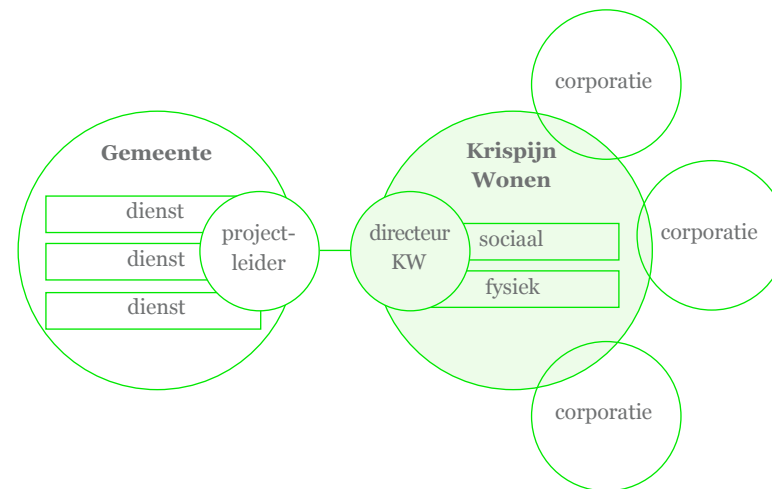 Gemeente
dienst
dienst
dienst
project-
leider
directeur
KW
Krispijn
Wonen
sociaal
fysiek
corporatie
corporatie
corporatie